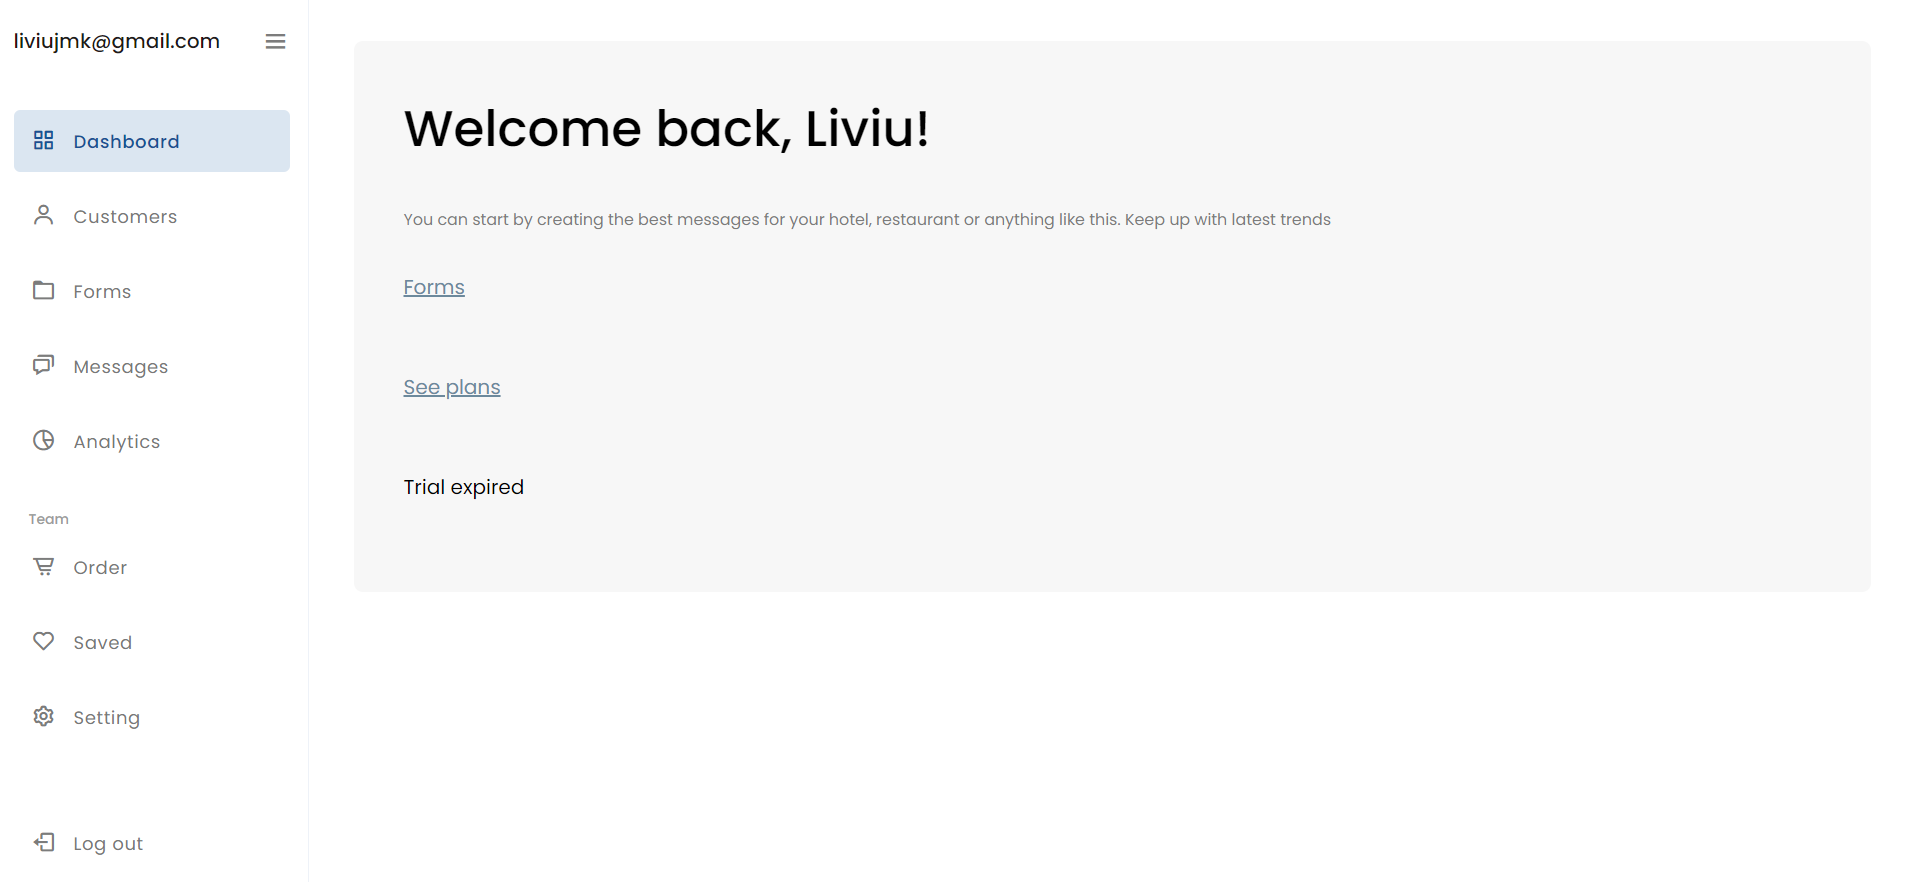 liviujmk@gmail.com
Dashboard
Customers
Forms
Messages
Analytics
Team
Order
Saved
Setting
Log out
Welcome back, Liviu!
You can start by creating the best messages for your hotel, restaurant or anything like this. Keep up with latest trends
Forms
See plans
Trial expired